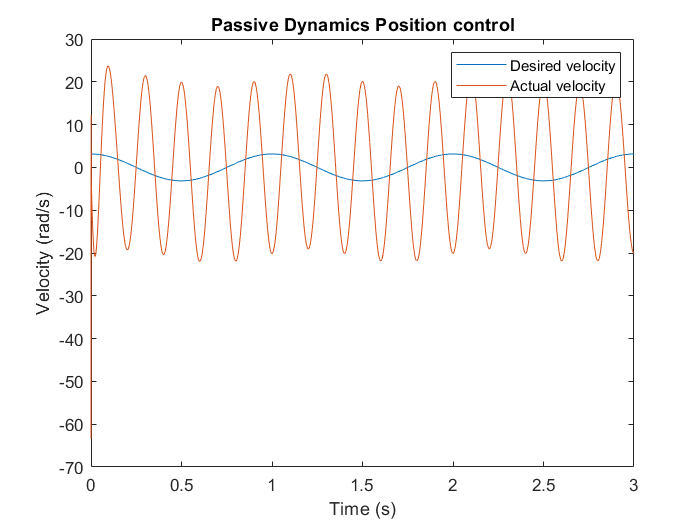 Passive Dynamics Position control
30
20
10
0
-10
-20
-30
-40
-50
-60
-70
Velocity (rad/s)
Desired velocity
Actual velocity
0 0.5 1 1.5 2 2.5 3
Time (s)